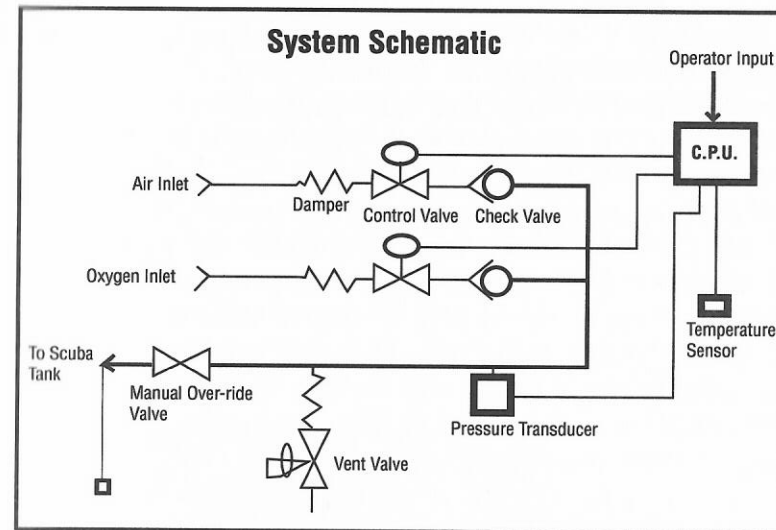 System Schematic
Operator Input
C.P.U.
Air Inlet
Damper
Control Valve
Check Valve
Oxygen Inlet
Temperature
Sensor
To Scuba
Tank
Manual Over-ride
Valve
Pressure Transducer
Vent Valve